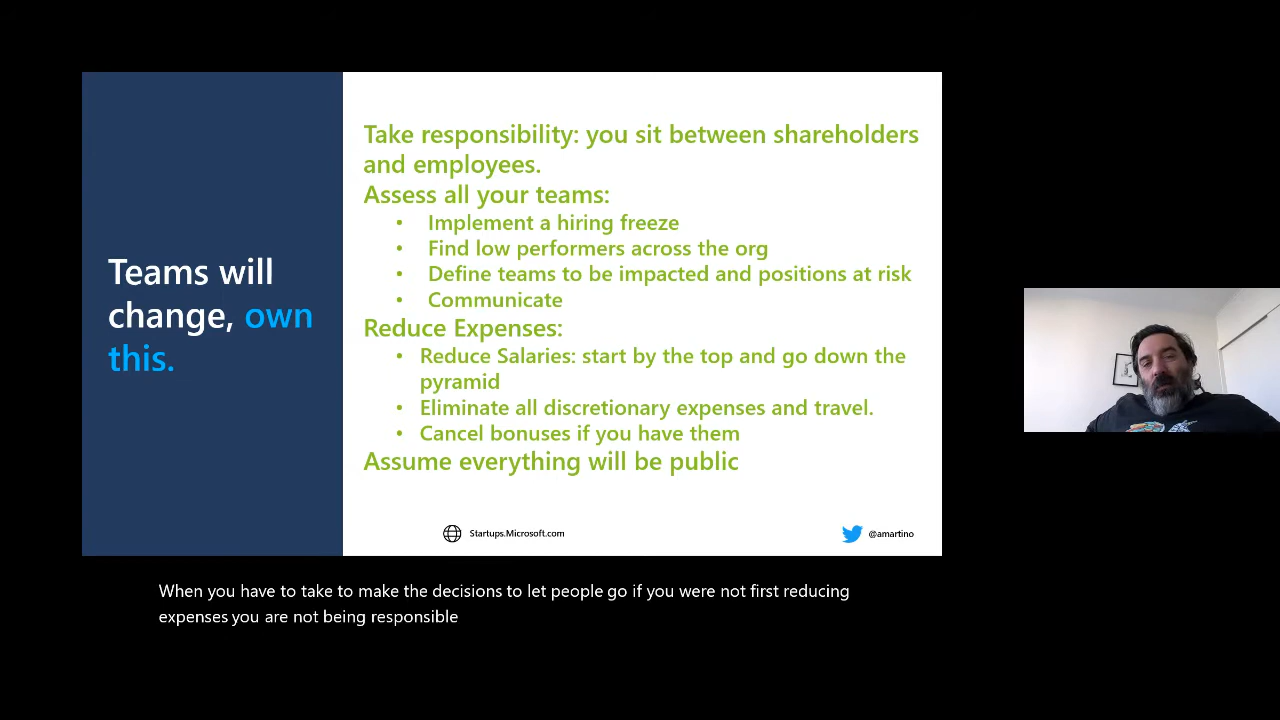 Teams will
change, own
this.
Take responsibility: you sit between shareholders
and employees.
Assess all your teams:
• Implement a hiring freeze
• Find low performers across the org
• Define teams to be impacted and positions at risk
• Communicate
Reduce Expenses:
• Reduce Salaries: start by the top and go down the
pyramid
• Eliminate all discretionary expenses and travel.
• Cancel bonuses if you have them
Assume everything will be public
Startups.Microsoft.com
@amartino
When you have to take to make the decisions to let people go if you were not first reducing
expenses you are not being responsible